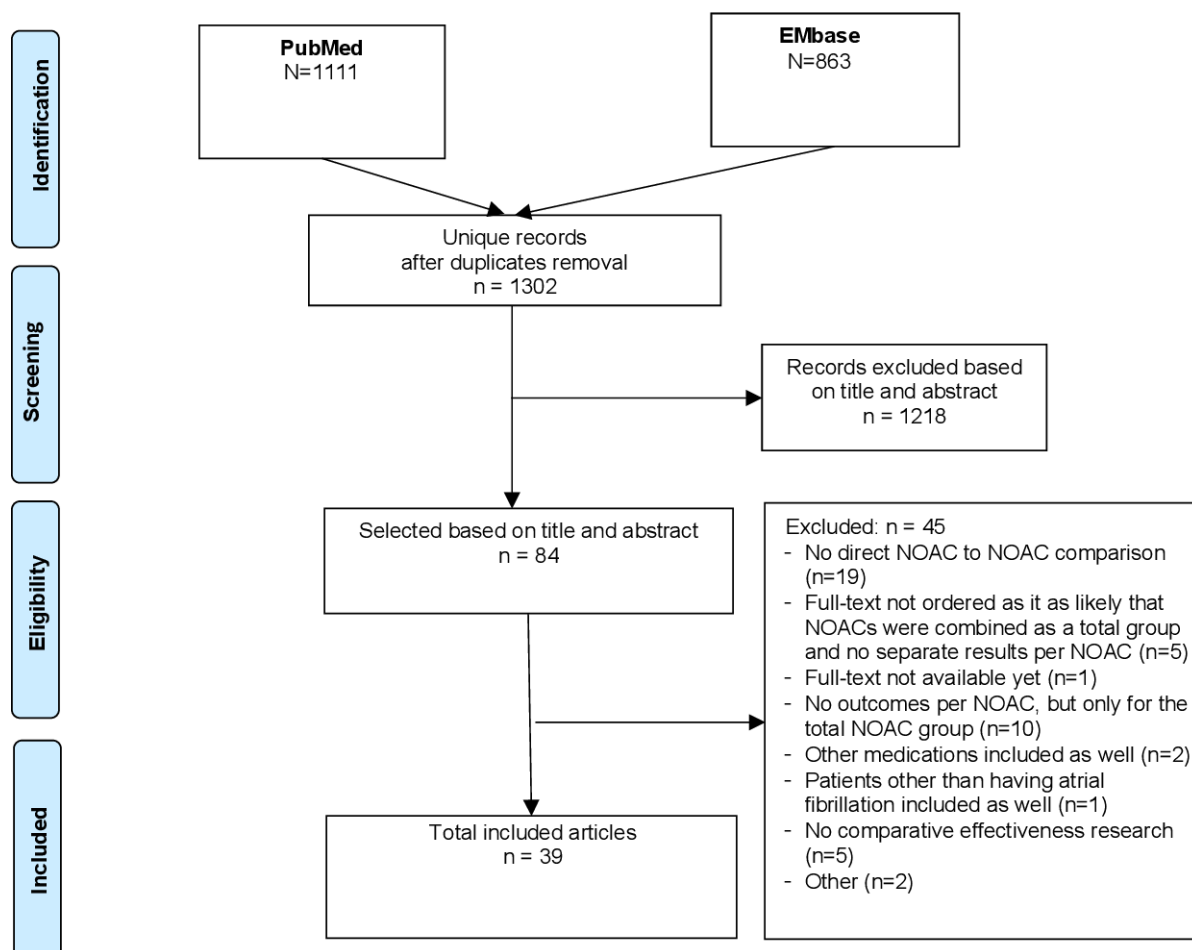 PubMed
N=1111
EMbase
N=863
Identification
Unique records
after duplicates removal
n = 1302
Screening
Records excluded based
on title and abstract
n = 1218
Eligibility
Selected based on title and abstract
n = 84
Excluded: n = 45
- No direct NOAC to NOAC comparison
(n=19)
- Full-text not ordered as it as likely that
NOACs were combined as a total group
and no separate results per NOAC (n=5)
- Full-text not available yet (n=1)
- No outcomes per NOAC, but only for the
total NOAC group (n=10)
- Other medications included as well (n=2)
- Patients other than having atrial
fibrillation included as well (n=1)
- No comparative effectiveness research
(n=5)
- Other (n=2)
Included
Total included articles
n = 39